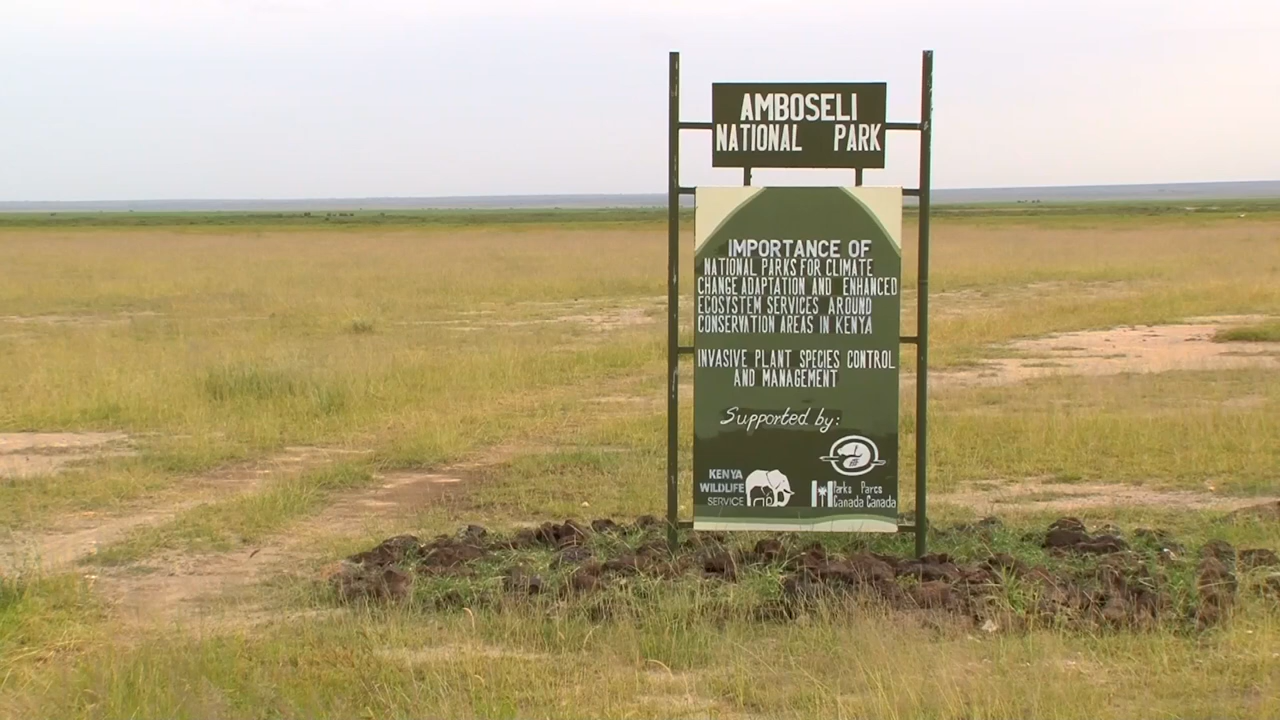 AMBOSELI
NATIONAL PARK
IMPORTANCE OF
NATIONAL PARKS FOR CLIMATE
CHANGE ADAPTATION AND ENHANCED
ECOSYSTEM SERVICES AROUND
CONSERVATION AREAS IN KENYA
INVASIVE PLANT SPECIES CONTROL
AND MANAGEMENT
Supported by:
KENYA
WILDLIFE
SERVICE
Parks Parcs
Canada Canada